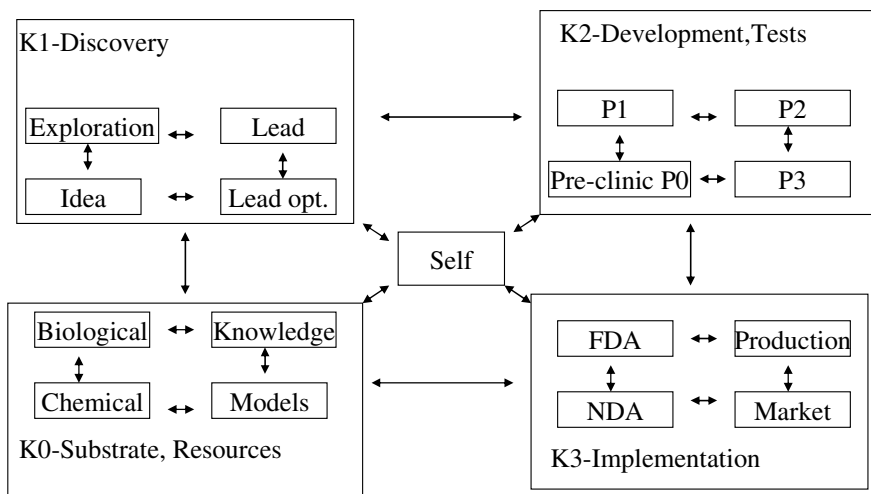 K1-Discovery
Exploration
Lead
Idea
Lead opt.
K2-Development,Tests
P1
P2
Pre-clinic P0
P3
Self
Biological
Knowledge
Chemical
Models
K0-Substrate, Resources
FDA
Production
NDA
Market
K3-Implementation